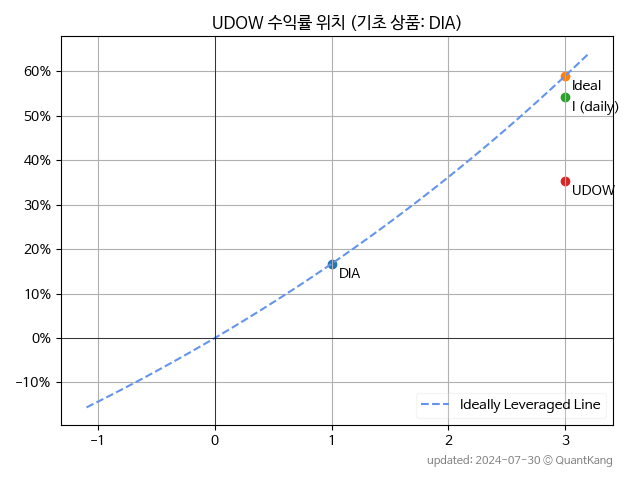 UDOW 수익률 위치 (기초 상품: DIA)
60%
50%
40%
30%
20%
10%
0%
−10%
Ideal
I (daily)
UDOW
DIA
Ideally Leveraged Line
−1 0 1 2 3
updated: 2024-07-30 © QuantKang